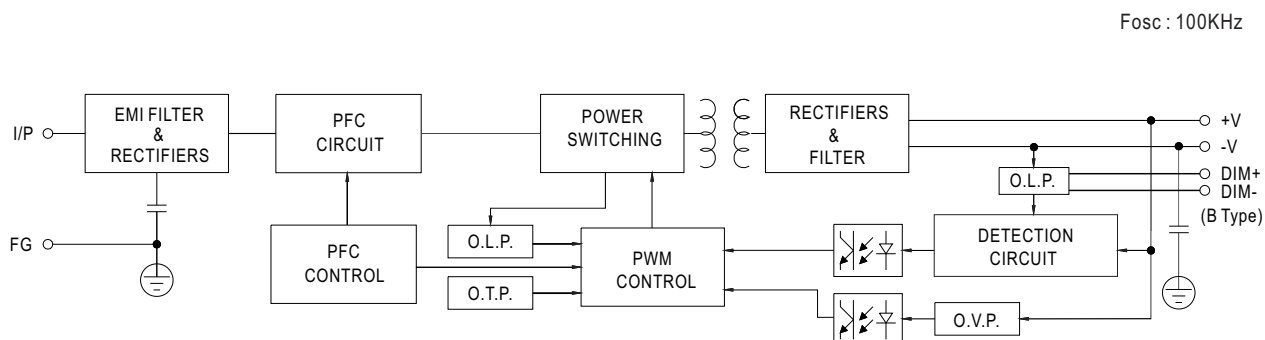 Fosc : 100KHz
I/P
EMI FILTER
&
RECTIFIERS
PFC
CIRCUIT
POWER
SWITCHING
RECTIFIERS
&
FILTER
+V
-V
DIM+
DIM-
(B Type)
O.L.P.
FG
PFC
CONTROL
O.L.P.
O.T.P.
PWM
CONTROL
DETECTION
CIRCUIT
O.V.P.